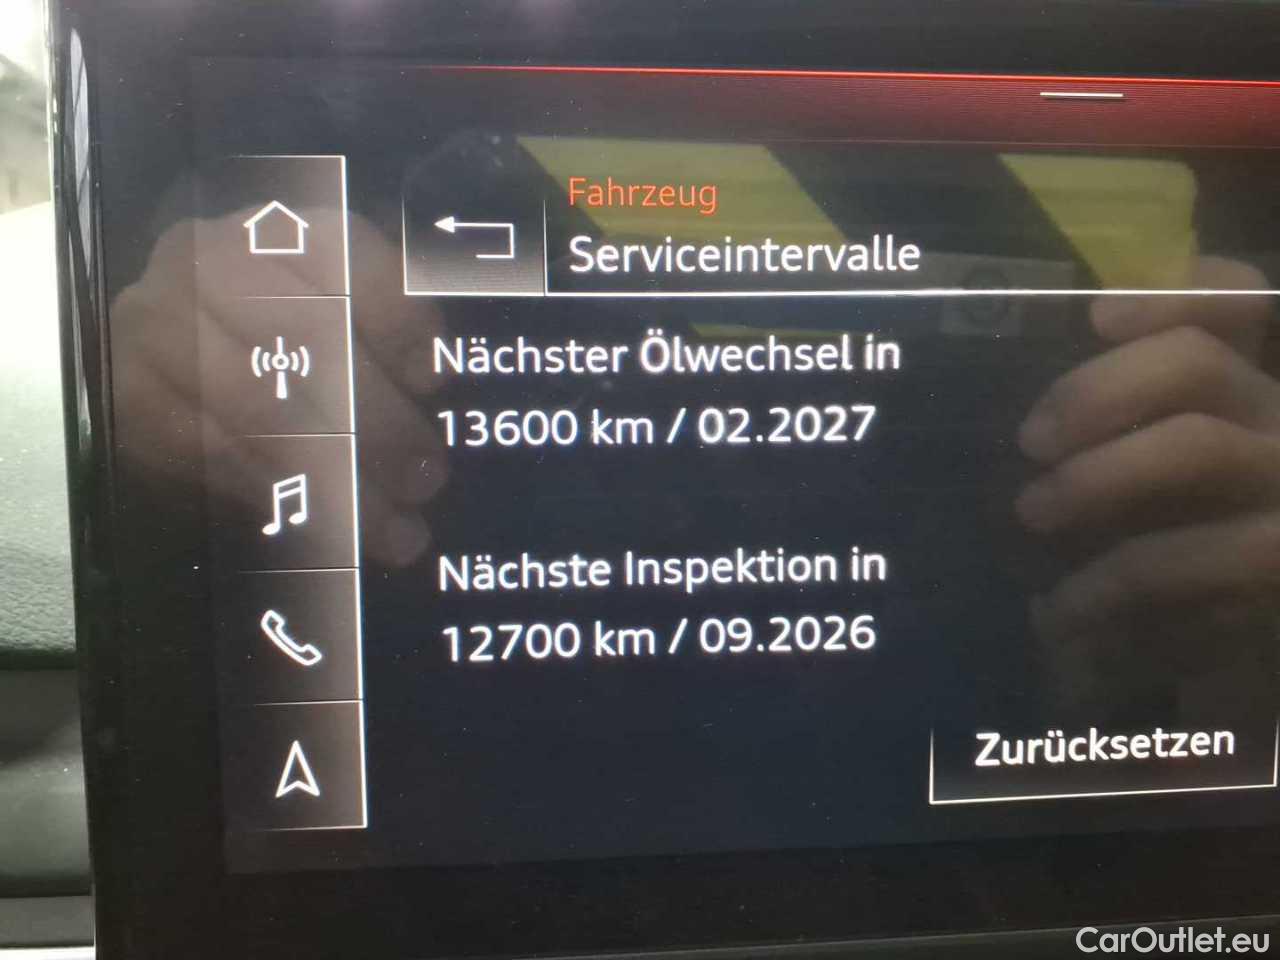 Fahrzeug
Serviceintervalle
Nächster Ölwechsel in
13600 km / 02.2027
Nächste Inspektion in
12700 km / 09.2026
Zurücksetzen
CarOutlet.eu